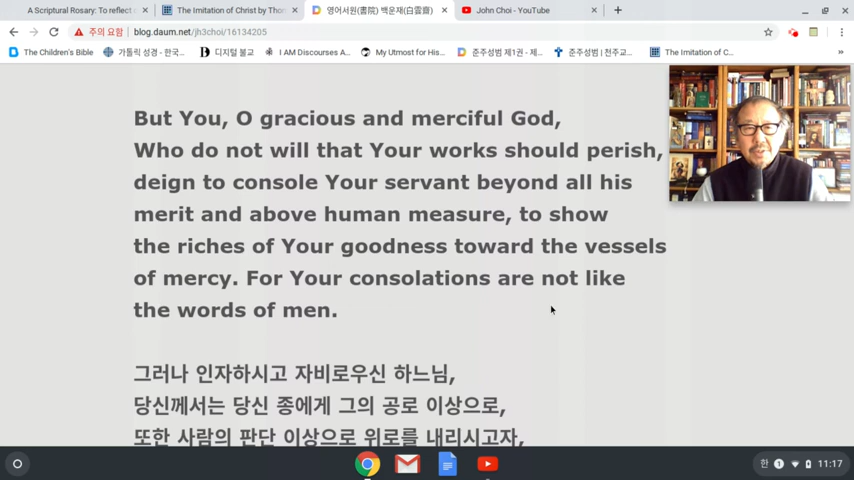 A Scriptural Rosary: To reflect
The Imitation of Christ by Thom
영어서원(書院) 백운재(白雲齋)
John Choi - YouTube
주의 요함
blog.daum.net/jh3choi/16134205
The Children's Bible
가톨릭 성경 - 한국...
디지털 불교
I AM Discourses A...
My Utmost for His...
준주성범 제1권 - 제...
준주성범 | 천주교...
The Imitation of C...
But You, O gracious and merciful God,
Who do not will that Your works should perish,
deign to console Your servant beyond all his
merit and above human measure, to show
the riches of Your goodness toward the vessels
of mercy. For Your consolations are not like
the words of men.
그러나 인자하시고 자비로우신 하느님,
당신께서는 당신 종에게 그의 공로 이상으로,
또한 사람의 판단 이상으로 위로를 내리시고자,
한
1
11:17